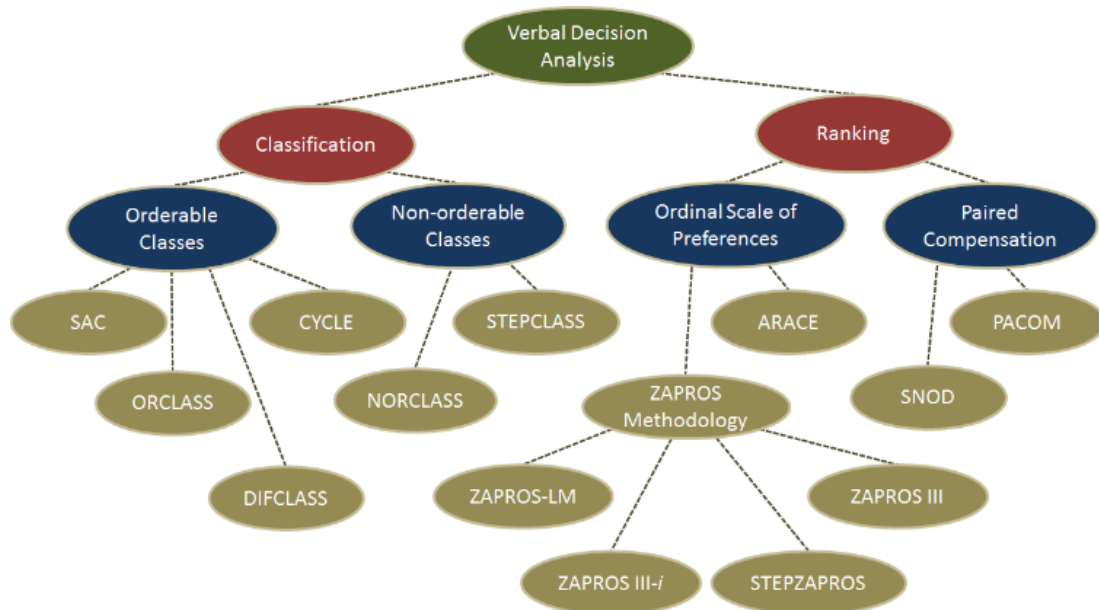 Verbal Decision
Analysis
Classification
Ranking
Orderable
Classes
Non-orderable
Classes
Ordinal Scale of
Preferences
Paired
Compensation
SAC
CYCLE
STEPCLASS
ARACE
PACOM
ORCLASS
NORCLASS
ZAPROS
Methodology
SNOD
DIFCLASS
ZAPROS-LM
ZAPROS III
ZAPROS III-i
STEPZAPROS